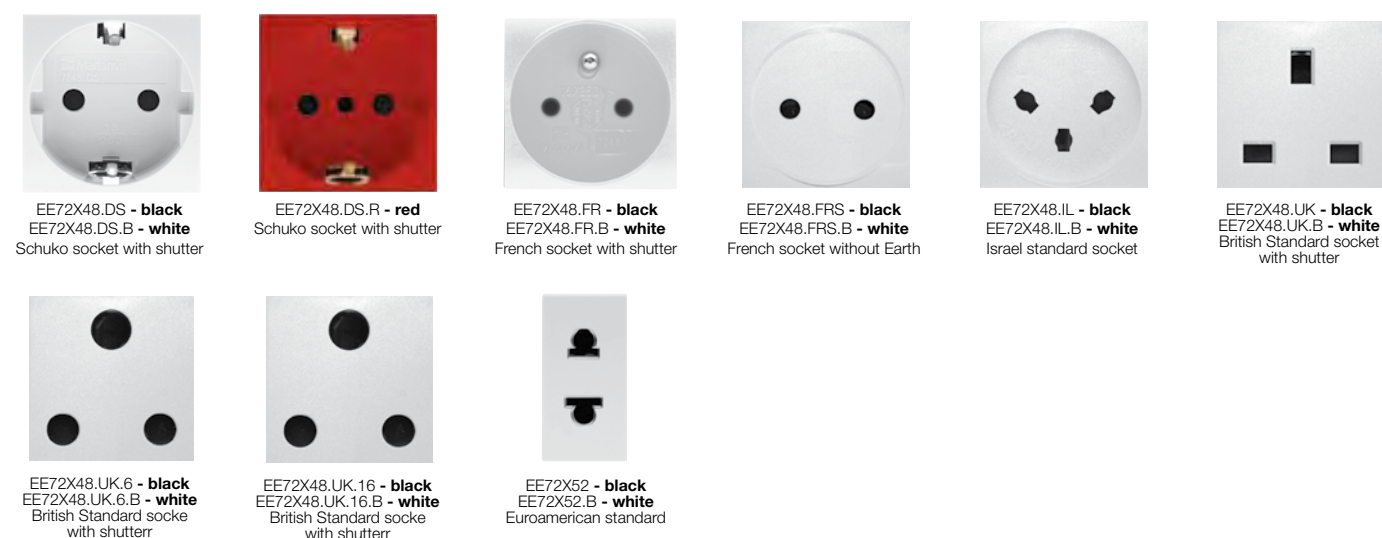 EE72X48.DS - black
EE72X48.DS.B - white
Schuko socket with shutter
EE72X48.DS.R - red
Schuko socket with shutter
EE72X48.FR - black
EE72X48.FR.B - white
French socket with shutter
EE72X48.FRS - black
EE72X48.FRS.B - white
French socket without Earth
EE72X48.IL - black
EE72X48.IL.B - white
Israel standard socket
EE72X48.UK - black
EE72X48.UK.B - white
British Standard socket
with shutter
EE72X48.UK.6 - black
EE72X48.UK.6.B - white
British Standard socke
with shutterr
EE72X48.UK.16 - black
EE72X48.UK.16.B - white
British Standard socke
with shutterr
EE72X52 - black
EE72X52.B - white
Euroamerican standard